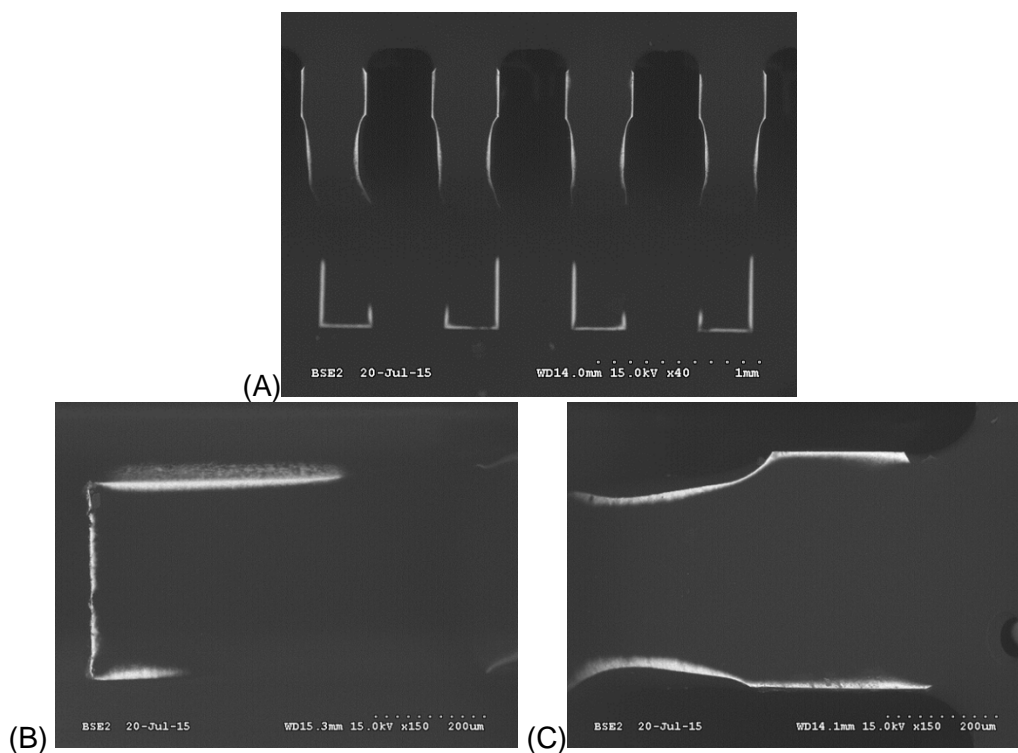 BSE2 20-Jul-15 WD14.0mm 15.0kV x40 1mm
(A)
BSE2 20-Jul-15 WD15.3mm 15.0kV x150 200um
(B)
BSE2 20-Jul-15 WD14.1mm 15.0kV x150 200um
(C)